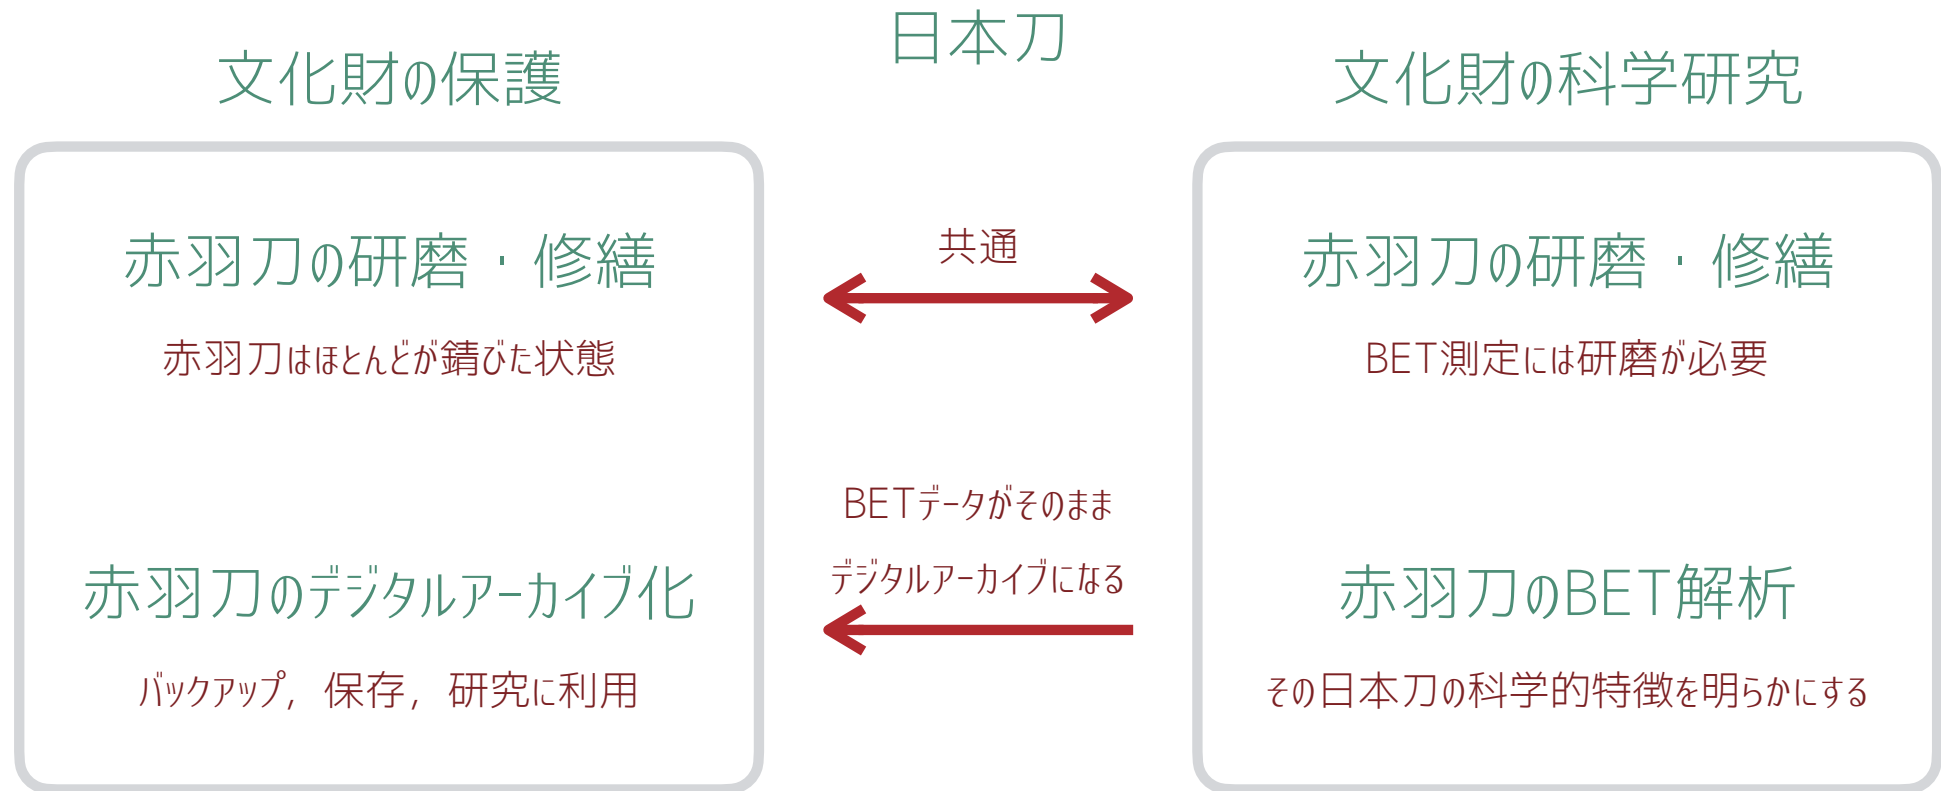 日本刀
文化財の保護
文化財の科学研究
赤羽刀の研磨・修繕
赤羽刀はほとんどが錆びた状態
赤羽刀のデジタルアーカイブ化
バックアップ，保存，研究に利用
共通
BETデータがそのまま
デジタルアーカイブになる
赤羽刀の研磨・修繕
BET測定には研磨が必要
赤羽刀のBET解析
その日本刀の科学的特徴を明らかにする